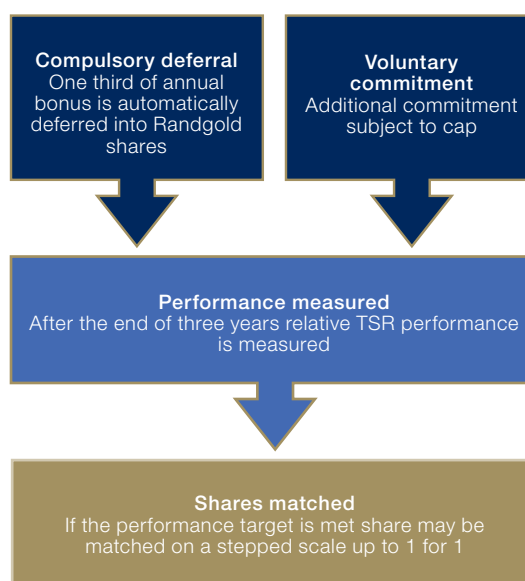 Compulsory deferral
One third of annual
bonus is automatically
deferred into Randgold
shares
Voluntary
commitment
Additional commitment
subject to cap
Performance measured
After the end of three years relative TSR performance
is measured
Shares matched
If the performance target is met share may be
matched on a stepped scale up to 1 for 1